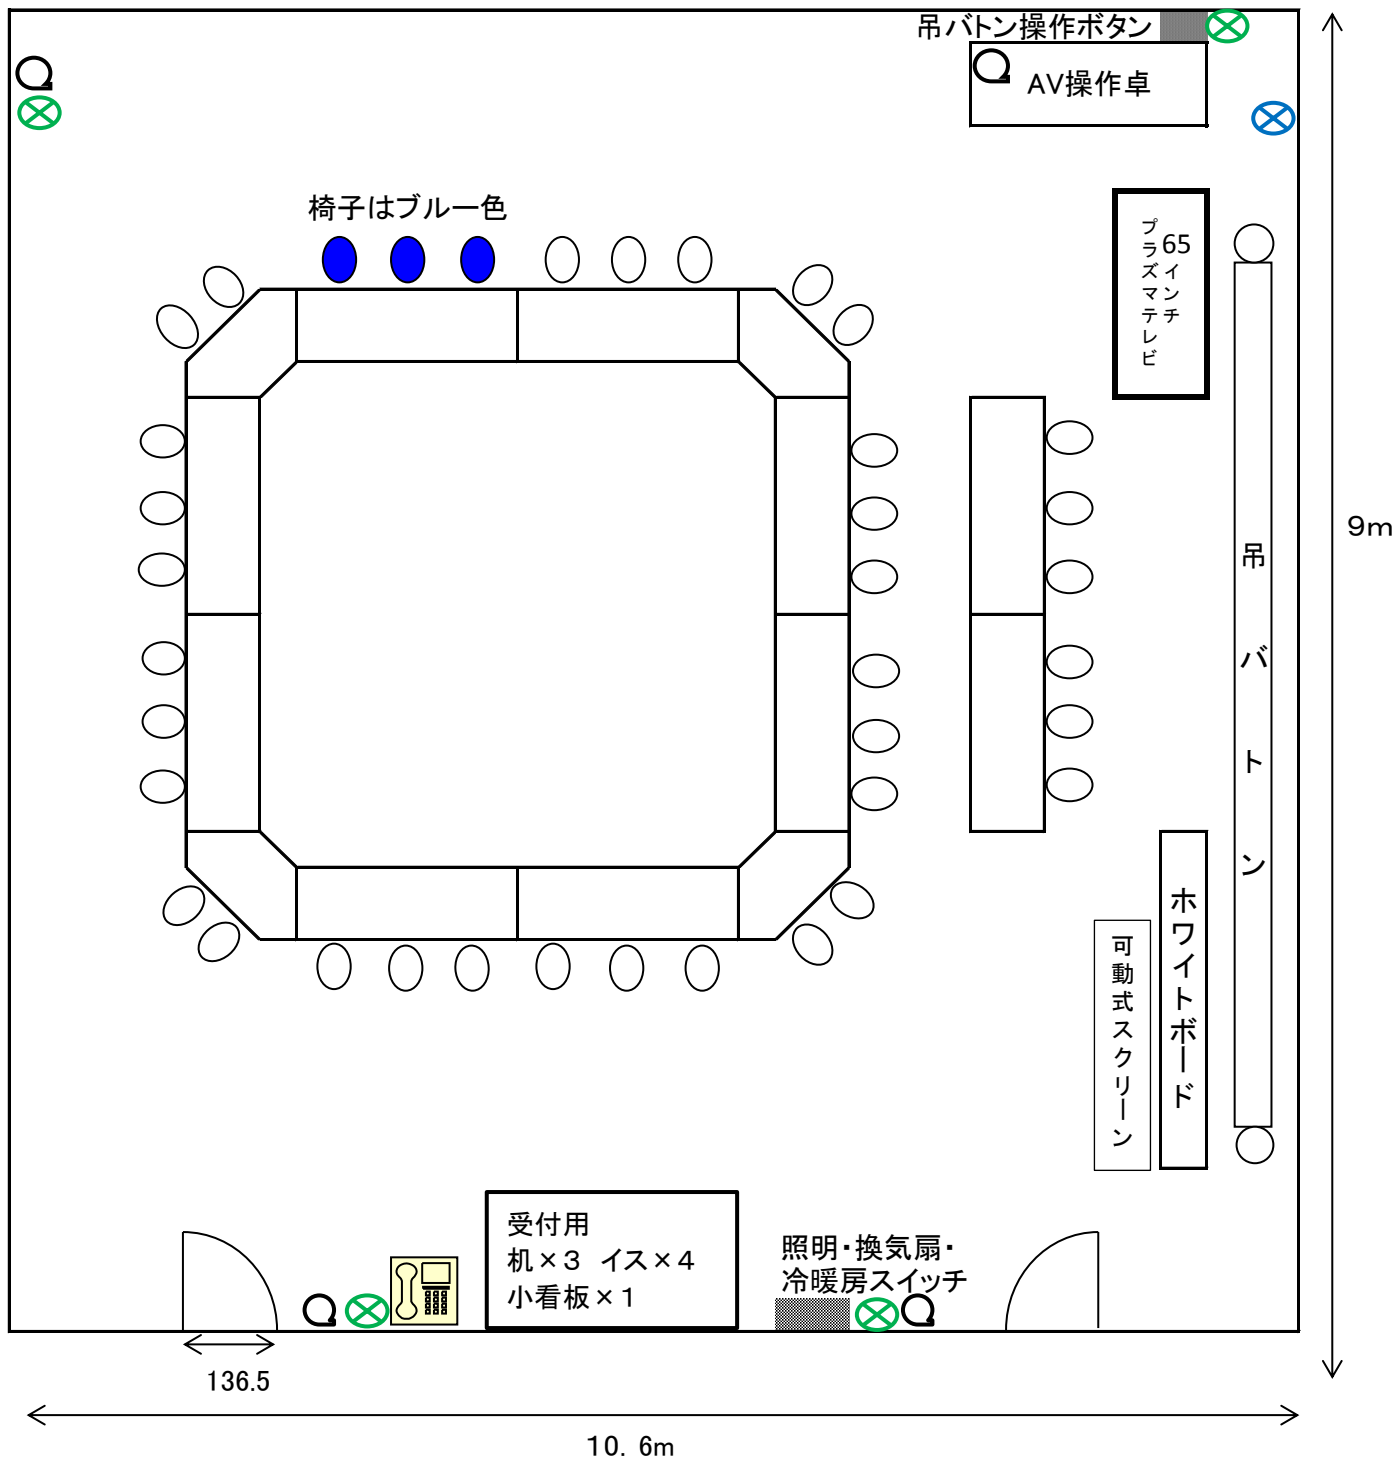 吊バトン操作ボタン
AV操作卓
椅子はブルー色
65インチ
プラズマテレビ
9m
吊バトン
ホワイトボード
可動式スクリーン
受付用
机×3 イス×4
小看板×1
照明・換気扇・
冷暖房スイッチ
136.5
10. 6m